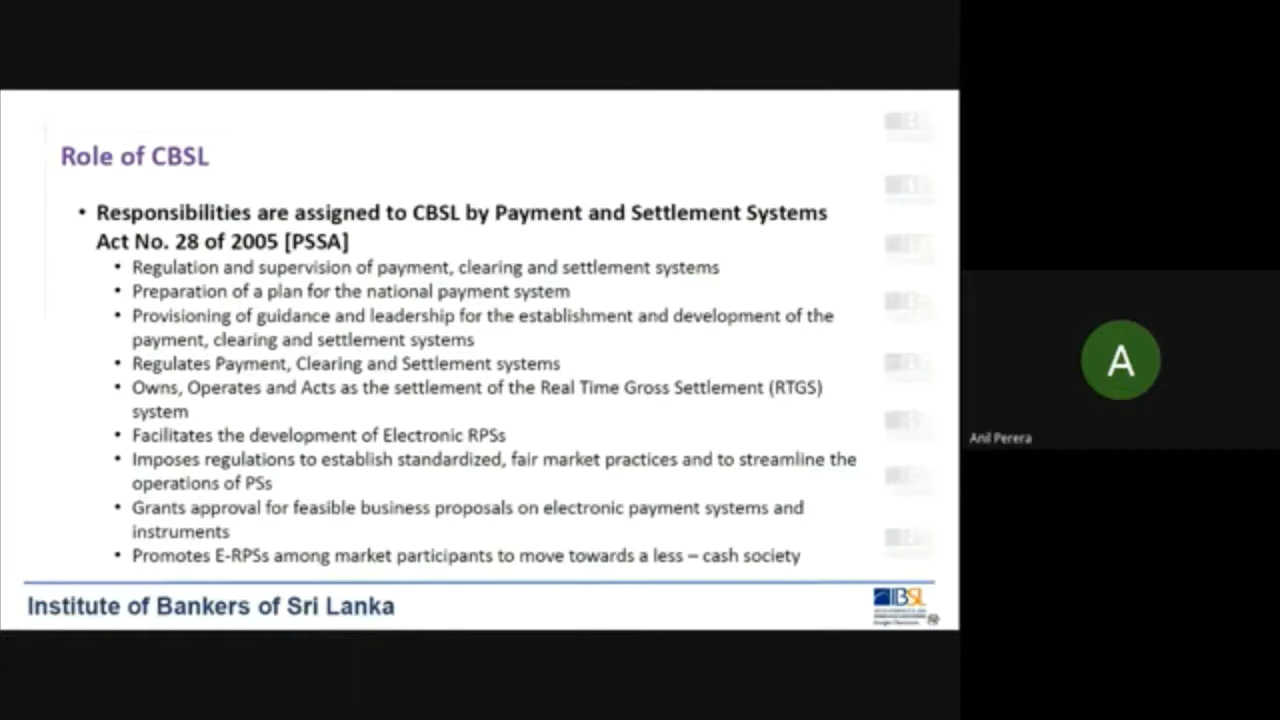 Role of CBSL
• Responsibilities are assigned to CBSL by Payment and Settlement Systems
Act No. 28 of 2005 [PSSA]
• Regulation and supervision of payment, clearing and settlement systems
• Preparation of a plan for the national payment system
• Provisioning of guidance and leadership for the establishment and development of the
payment, clearing and settlement systems
• Regulates Payment, Clearing and Settlement systems
• Owns, Operates and Acts as the settlement of the Real Time Gross Settlement (RTGS)
system
• Facilitates the development of Electronic RPSs
• Imposes regulations to establish standardized, fair market practices and to streamline the
operations of PSs
• Grants approval for feasible business proposals on electronic payment systems and
instruments
• Promotes E-RPSs among market participants to move towards a less – cash society
Institute of Bankers of Sri Lanka
IBSL
A
Anil Perera